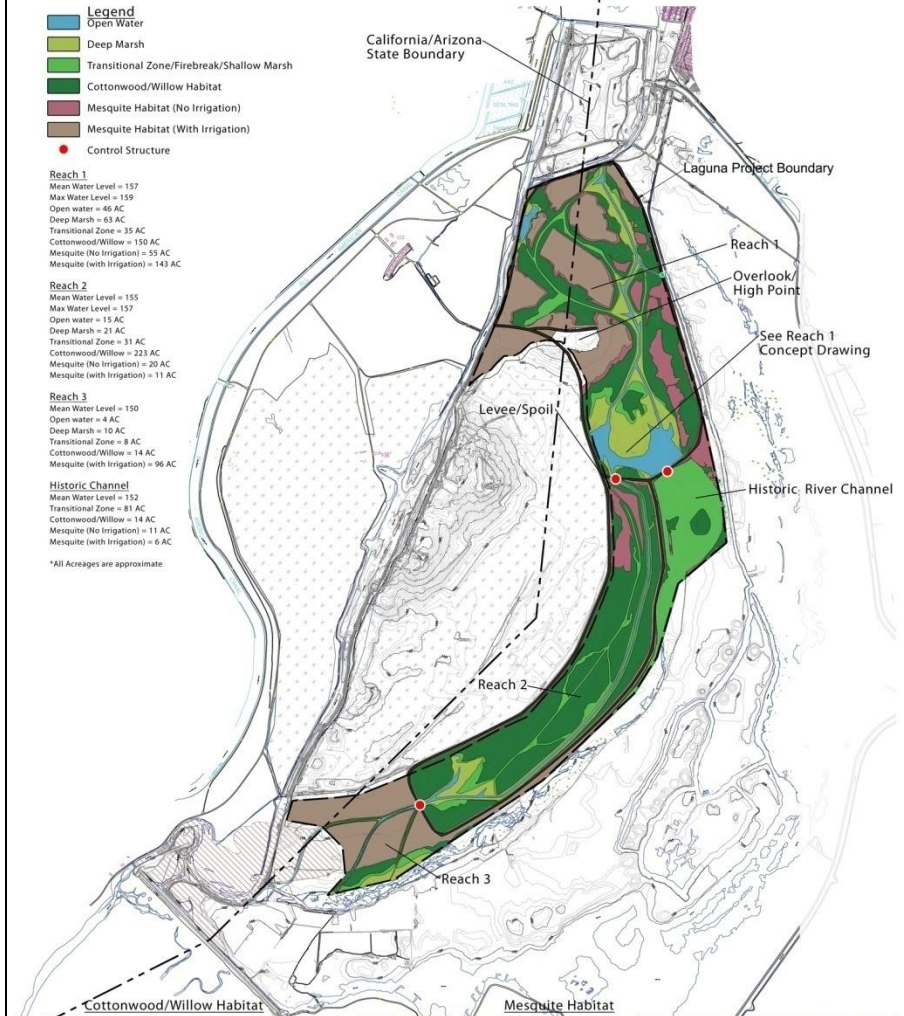 Legend
Open Water
Deep Marsh
Transitional Zone/Firebreak/Shallow Marsh
Cottonwood/Willow Habitat
Mesquite Habitat (No Irrigation)
Mesquite Habitat (With Irrigation)
Control Structure
Reach 1
Mean Water Level = 157
Max Water Level = 159
Open water = 46 AC
Deep Marsh = 63 AC
Transitional Zone = 35 AC
Cottonwood/Willow = 150 AC
Mesquite (No Irrigation) = 55 AC
Mesquite (with Irrigation) = 143 AC
Reach 2
Mean Water Level = 155
Max Water Level = 157
Open water = 15 AC
Deep Marsh = 21 AC
Transitional Zone = 31 AC
Cottonwood/Willow = 223 AC
Mesquite (No Irrigation) = 20 AC
Mesquite (with Irrigation) = 11 AC
Reach 3
Mean Water Level = 150
Open water = 4 AC
Deep Marsh = 10 AC
Transitional Zone = 8 AC
Cottonwood/Willow = 14 AC
Mesquite (with Irrigation) = 96 AC
Historic Channel
Mean Water Level = 152
Transitional Zone = 81 AC
Cottonwood/Willow = 14 AC
Mesquite (No Irrigation) = 11 AC
Mesquite (with Irrigation) = 6 AC
*All Acreages are approximate
California/Arizona
State Boundary
Laguna Project Boundary
Reach 1
Overlook/
High Point
See Reach 1
Concept Drawing
Levee/Spoil
Historic River Channel
Reach 2
Reach 3
Cottonwood/Willow Habitat
Mesquite Habitat